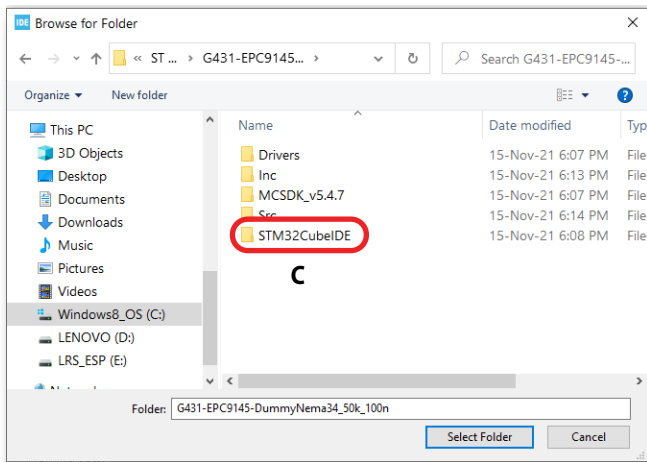 IDE Browse for Folder
« ST ... › G431-EPC9145... ›
Search G431-EPC9145-...
Organize New folder
Name Date modified Typ
This PC
3D Objects
Desktop
Documents
Downloads
Music
Pictures
Videos
Windows8_OS (C:)
LENOVO (D:)
LRS_ESP (E:)
Drivers 15-Nov-21 6:07 PM File
Inc 15-Nov-21 6:13 PM File
MCSDK_v5.4.7 15-Nov-21 6:07 PM File
Src 15-Nov-21 6:14 PM File
STM32CubeIDE 15-Nov-21 6:08 PM File
C
Folder: G431-EPC9145-DummyNema34_50k_100n
Select Folder Cancel